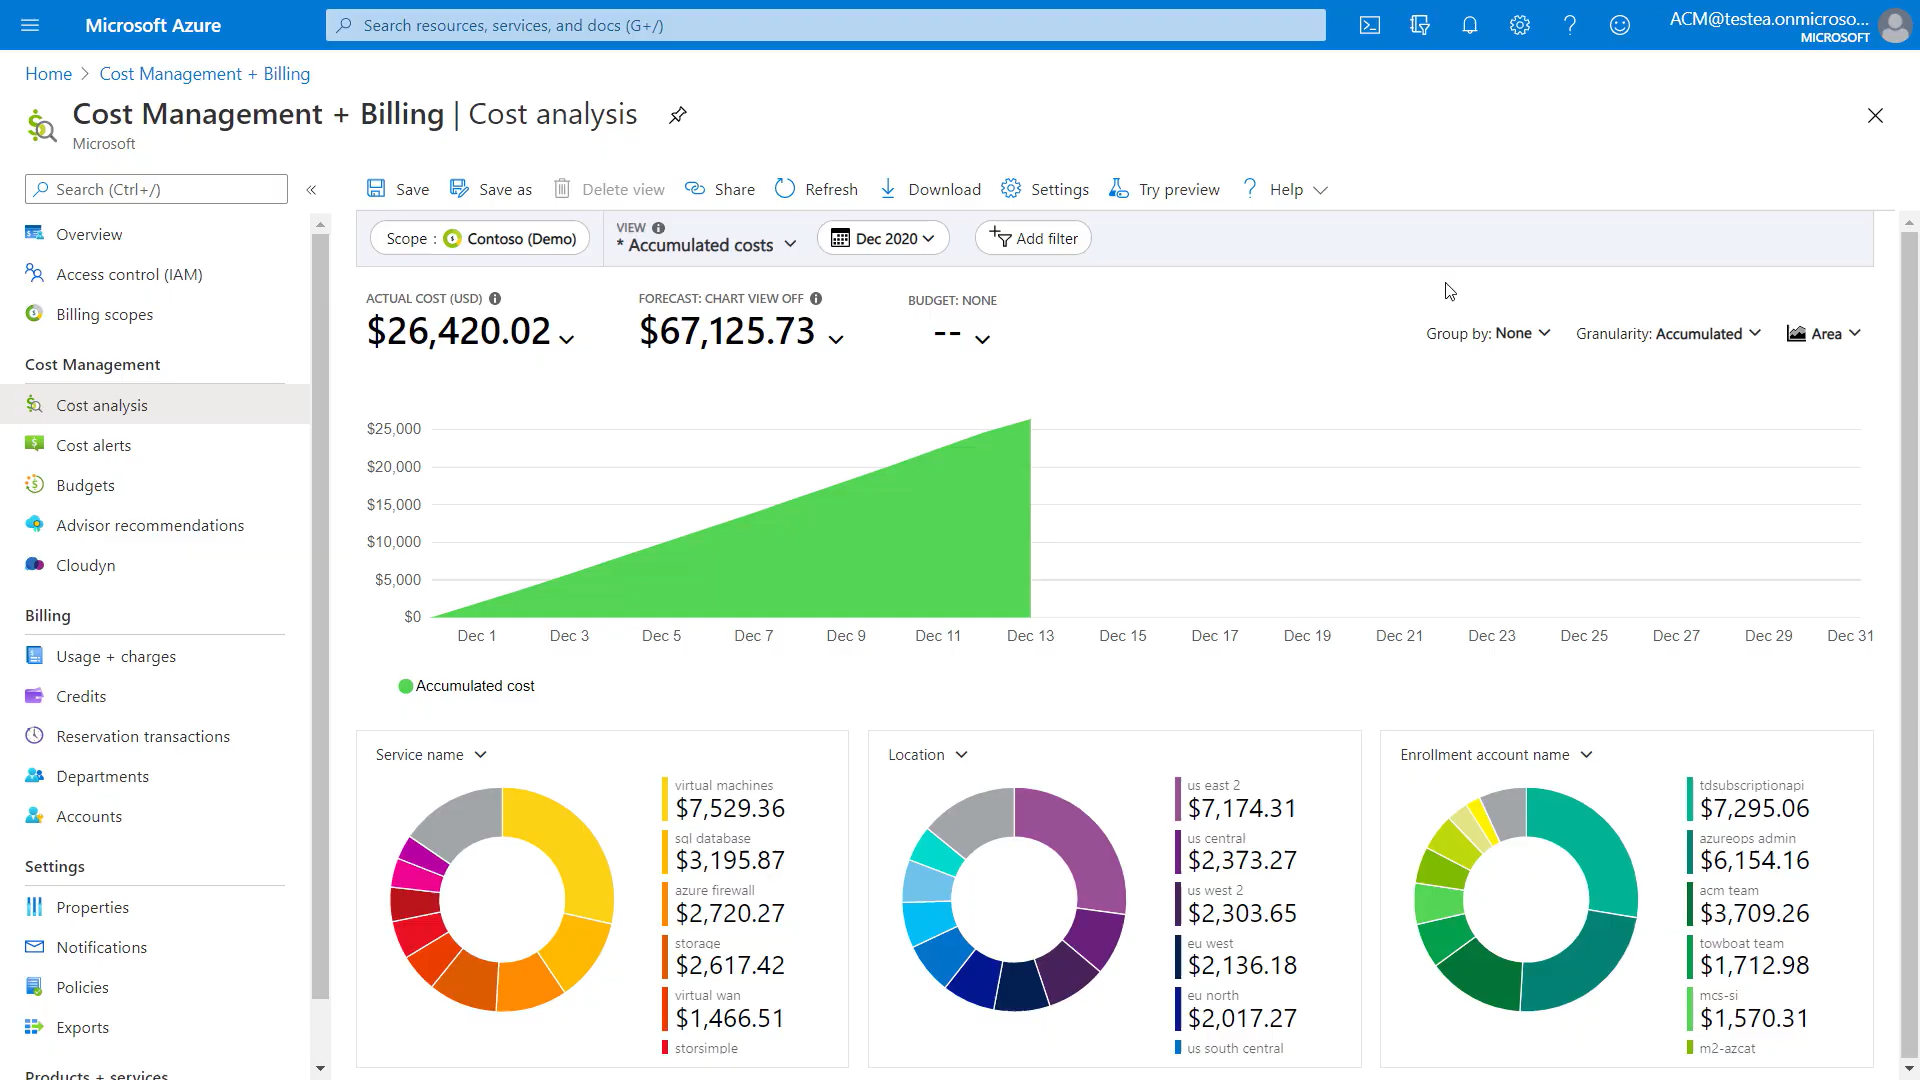 Microsoft Azure
Search resources, services, and docs (G+/)
ACM@testea.onmicroso...
MICROSOFT
Home > Cost Management + Billing
Cost Management + Billing | Cost analysis
Microsoft
Search (Ctrl+/)
«
Overview
Access control (IAM)
Billing scopes
Cost Management
Cost analysis
Cost alerts
Budgets
Advisor recommendations
Cloudyn
Billing
Usage + charges
Credits
Reservation transactions
Departments
Accounts
Settings
Properties
Notifications
Policies
Exports
Products + services
Save
Save as
Delete view
Share
Refresh
Download
Settings
Try preview
Help
Scope : Contoso (Demo)
VIEW
* Accumulated costs
Dec 2020
Add filter
ACTUAL COST (USD)
$26,420.02
FORECAST: CHART VIEW OFF
$67,125.73
BUDGET: NONE
--
Group by: None
Granularity: Accumulated
Area
$25,000
$20,000
$15,000
$10,000
$5,000
$0
Dec 1 Dec 3 Dec 5 Dec 7 Dec 9 Dec 11 Dec 13 Dec 15 Dec 17 Dec 19 Dec 21 Dec 23 Dec 25 Dec 27 Dec 29 Dec 31
Accumulated cost
Service name
virtual machines
$7,529.36
sql database
$3,195.87
azure firewall
$2,720.27
storage
$2,617.42
virtual wan
$1,466.51
storsimple
Location
us east 2
$7,174.31
us central
$2,373.27
us west 2
$2,303.65
eu west
$2,136.18
eu north
$2,017.27
us south central
Enrollment account name
tdsubscriptionapi
$7,295.06
azureops admin
$6,154.16
acm team
$3,709.26
towboat team
$1,712.98
mcs-si
$1,570.31
m2-azcat